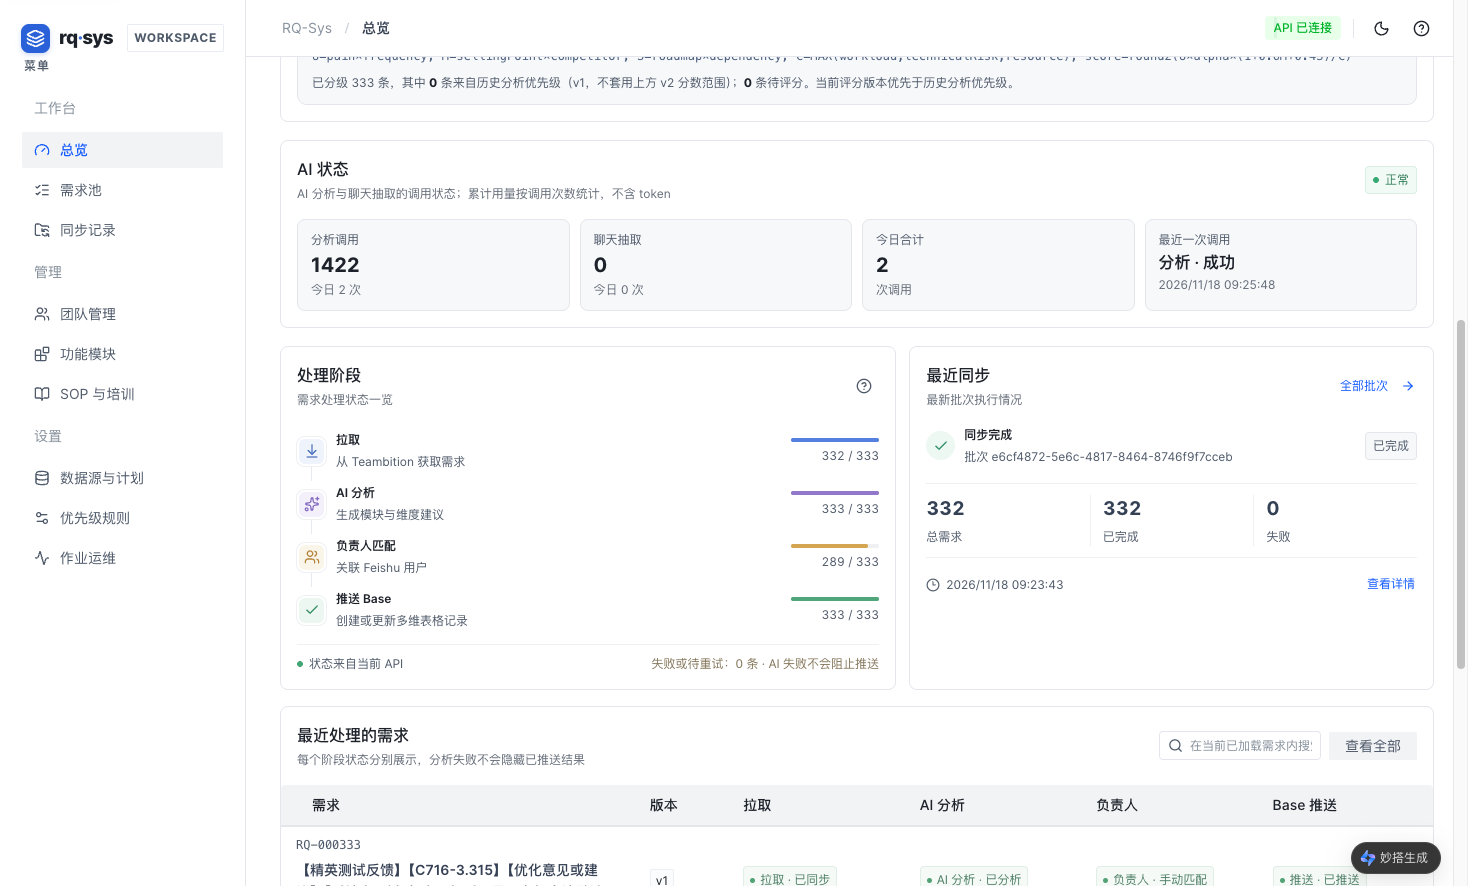 rq·sys
WORKSPACE
菜单
工作台
总览
需求池
同步记录
管理
团队管理
功能模块
SOP 与培训
设置
数据源与计划
优先级规则
作业运维
RQ-Sys / 总览
API 已连接
已分级 333 条，其中 0 条来自历史分析优先级（v1，不套用上方 v2 分数范围）；0 条待评分。当前评分版本优先于历史分析优先级。
AI 状态
AI 分析与聊天抽取的调用状态；累计用量按调用次数统计，不含 token
正常
分析调用
1422
今日 2 次
聊天抽取
0
今日 0 次
今日合计
2
次调用
最近一次调用
分析 · 成功
2026/11/18 09:25:48
处理阶段
需求处理状态一览
拉取
从 Teambition 获取需求
332 / 333
AI 分析
生成模块与维度建议
333 / 333
负责人匹配
关联 Feishu 用户
289 / 333
推送 Base
创建或更新多维表格记录
333 / 333
状态来自当前 API
失败或待重试：0 条 · AI 失败不会阻止推送
最近同步
最新批次执行情况
全部批次
同步完成
批次 e6cf4872-5e6c-4817-8464-8746f9f7cceb
已完成
332
总需求
332
已完成
0
失败
2026/11/18 09:23:43
查看详情
最近处理的需求
每个阶段状态分别展示，分析失败不会隐藏已推送结果
在当前已加载需求内搜
查看全部
需求 版本 拉取 AI 分析 负责人 Base 推送
RQ-000333
【精英测试反馈】【C716-3.315】【优化意见或建
v1
拉取 · 已同步
AI 分析 · 已分析
负责人 · 手动匹配
推送 · 已推送
妙搭生成